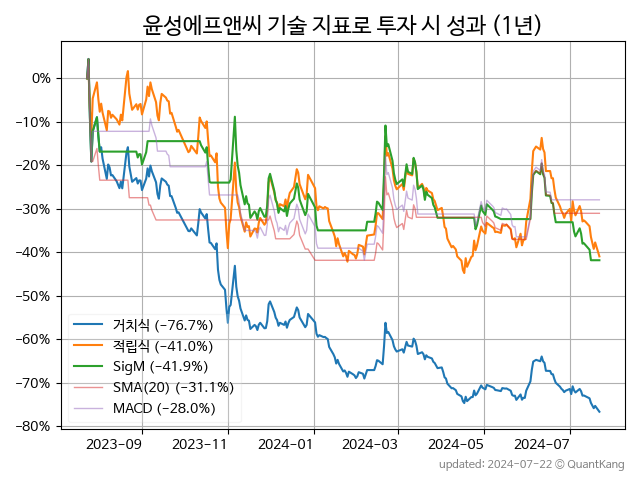 윤성에프앤씨 기술 지표로 투자 시 성과 (1년)
0%
−10%
−20%
−30%
−40%
−50%
−60%
−70%
−80%
거치식 (−76.7%)
적립식 (−41.0%)
SigM (−41.9%)
SMA(20) (−31.1%)
MACD (−28.0%)
2023-09 2023-11 2024-01 2024-03 2024-05 2024-07
updated: 2024-07-22 © QuantKang